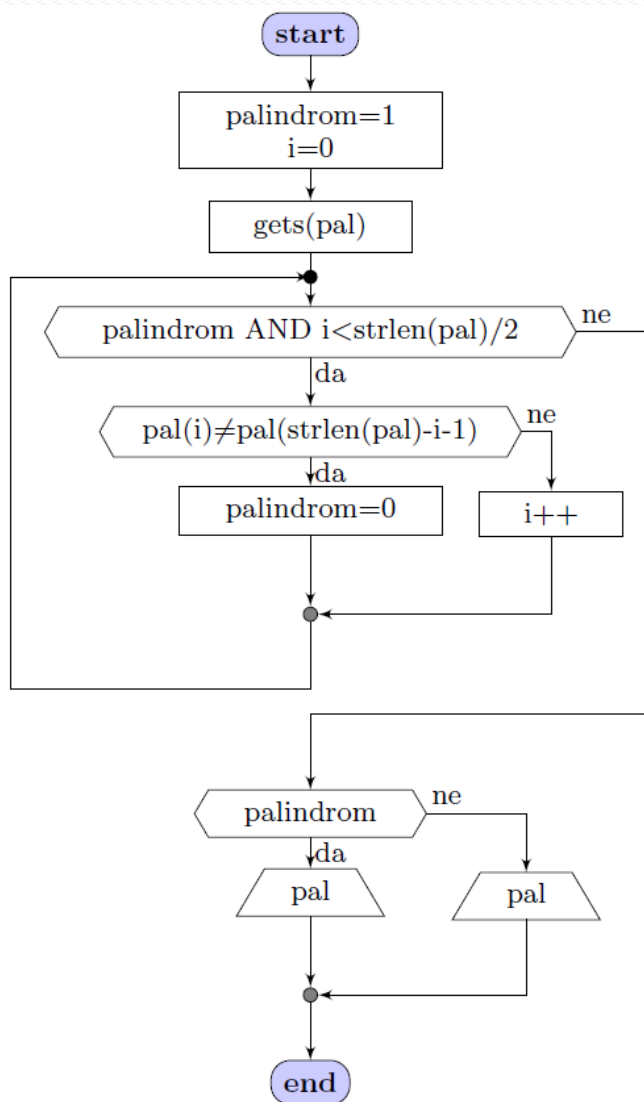 start
palindrom=1
i=0
gets(pal)
palindrom AND i<strlen(pal)/2
ne
da
pal(i)≠pal(strlen(pal)-i-1)
ne
da
palindrom=0
i++
palindrom
ne
da
pal
pal
end